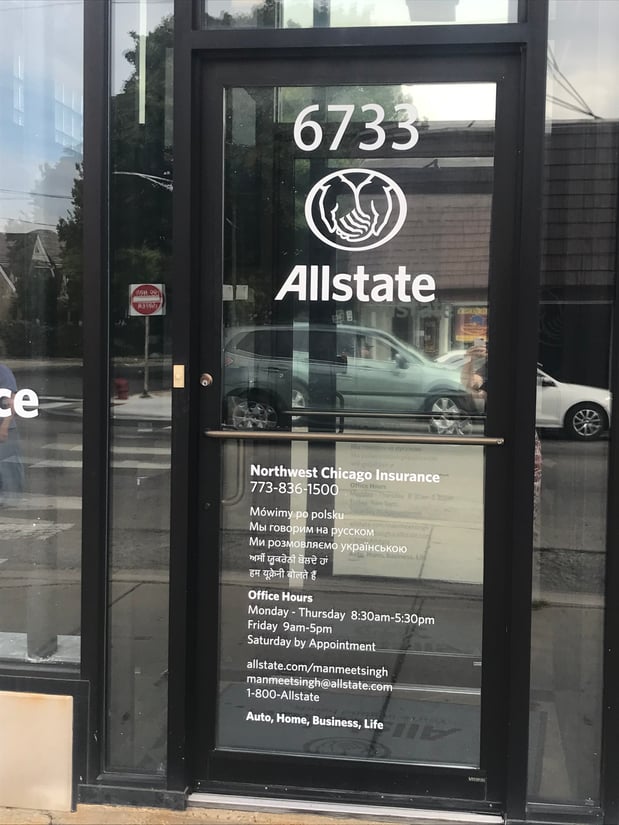 6733
Allstate
ce
Northwest Chicago Insurance
773-836-1500
Mówimy po polsku
Мы говорим на русском
Ми розмовляємо українською
ਅਸੀਂ ਯੂਕਰੇਨੀ ਬੋਲਦੇ ਹਾਂ
हम यूक्रेनी बोलते हैं
Office Hours
Monday - Thursday 8:30am-5:30pm
Friday 9am-5pm
Saturday by Appointment
allstate.com/manmeetsingh
manmeetsingh@allstate.com
1-800-Allstate
Auto, Home, Business, Life